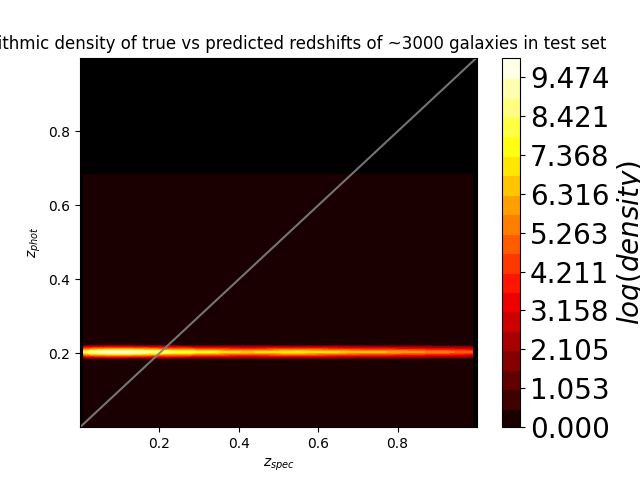 ithmic density of true vs predicted redshifts of ~3000 galaxies in test set
z_phot
0.8
0.6
0.4
0.2
0.2 0.4 0.6 0.8
z_spec
9.474
8.421
7.368
6.316
5.263
4.211
3.158
2.105
1.053
0.000
log(density)